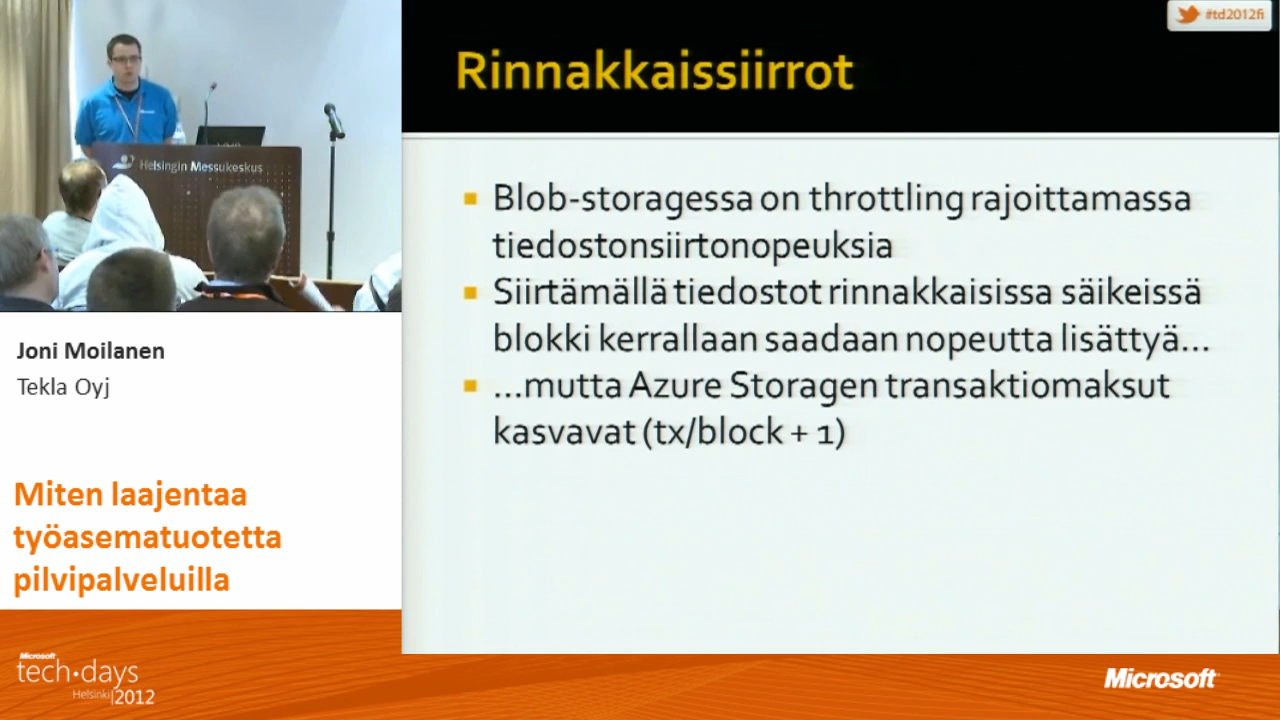 #td2012fi
Rinnakkaissiirrot
Helsingin Messukeskus
Blob-storagessa on throttling rajoittamassa
tiedostonsiirtonopeuksia
Siirtämällä tiedostot rinnakkaisissa säikeissä
blokki kerrallaan saadaan nopeutta lisättyä...
...mutta Azure Storagen transaktiomaksut
kasvavat (tx/block + 1)
Joni Moilanen
Tekla Oyj
Miten laajentaa
työasematuotetta
pilvipalveluilla
Microsoft
tech·days
Helsinki|2012
Microsoft